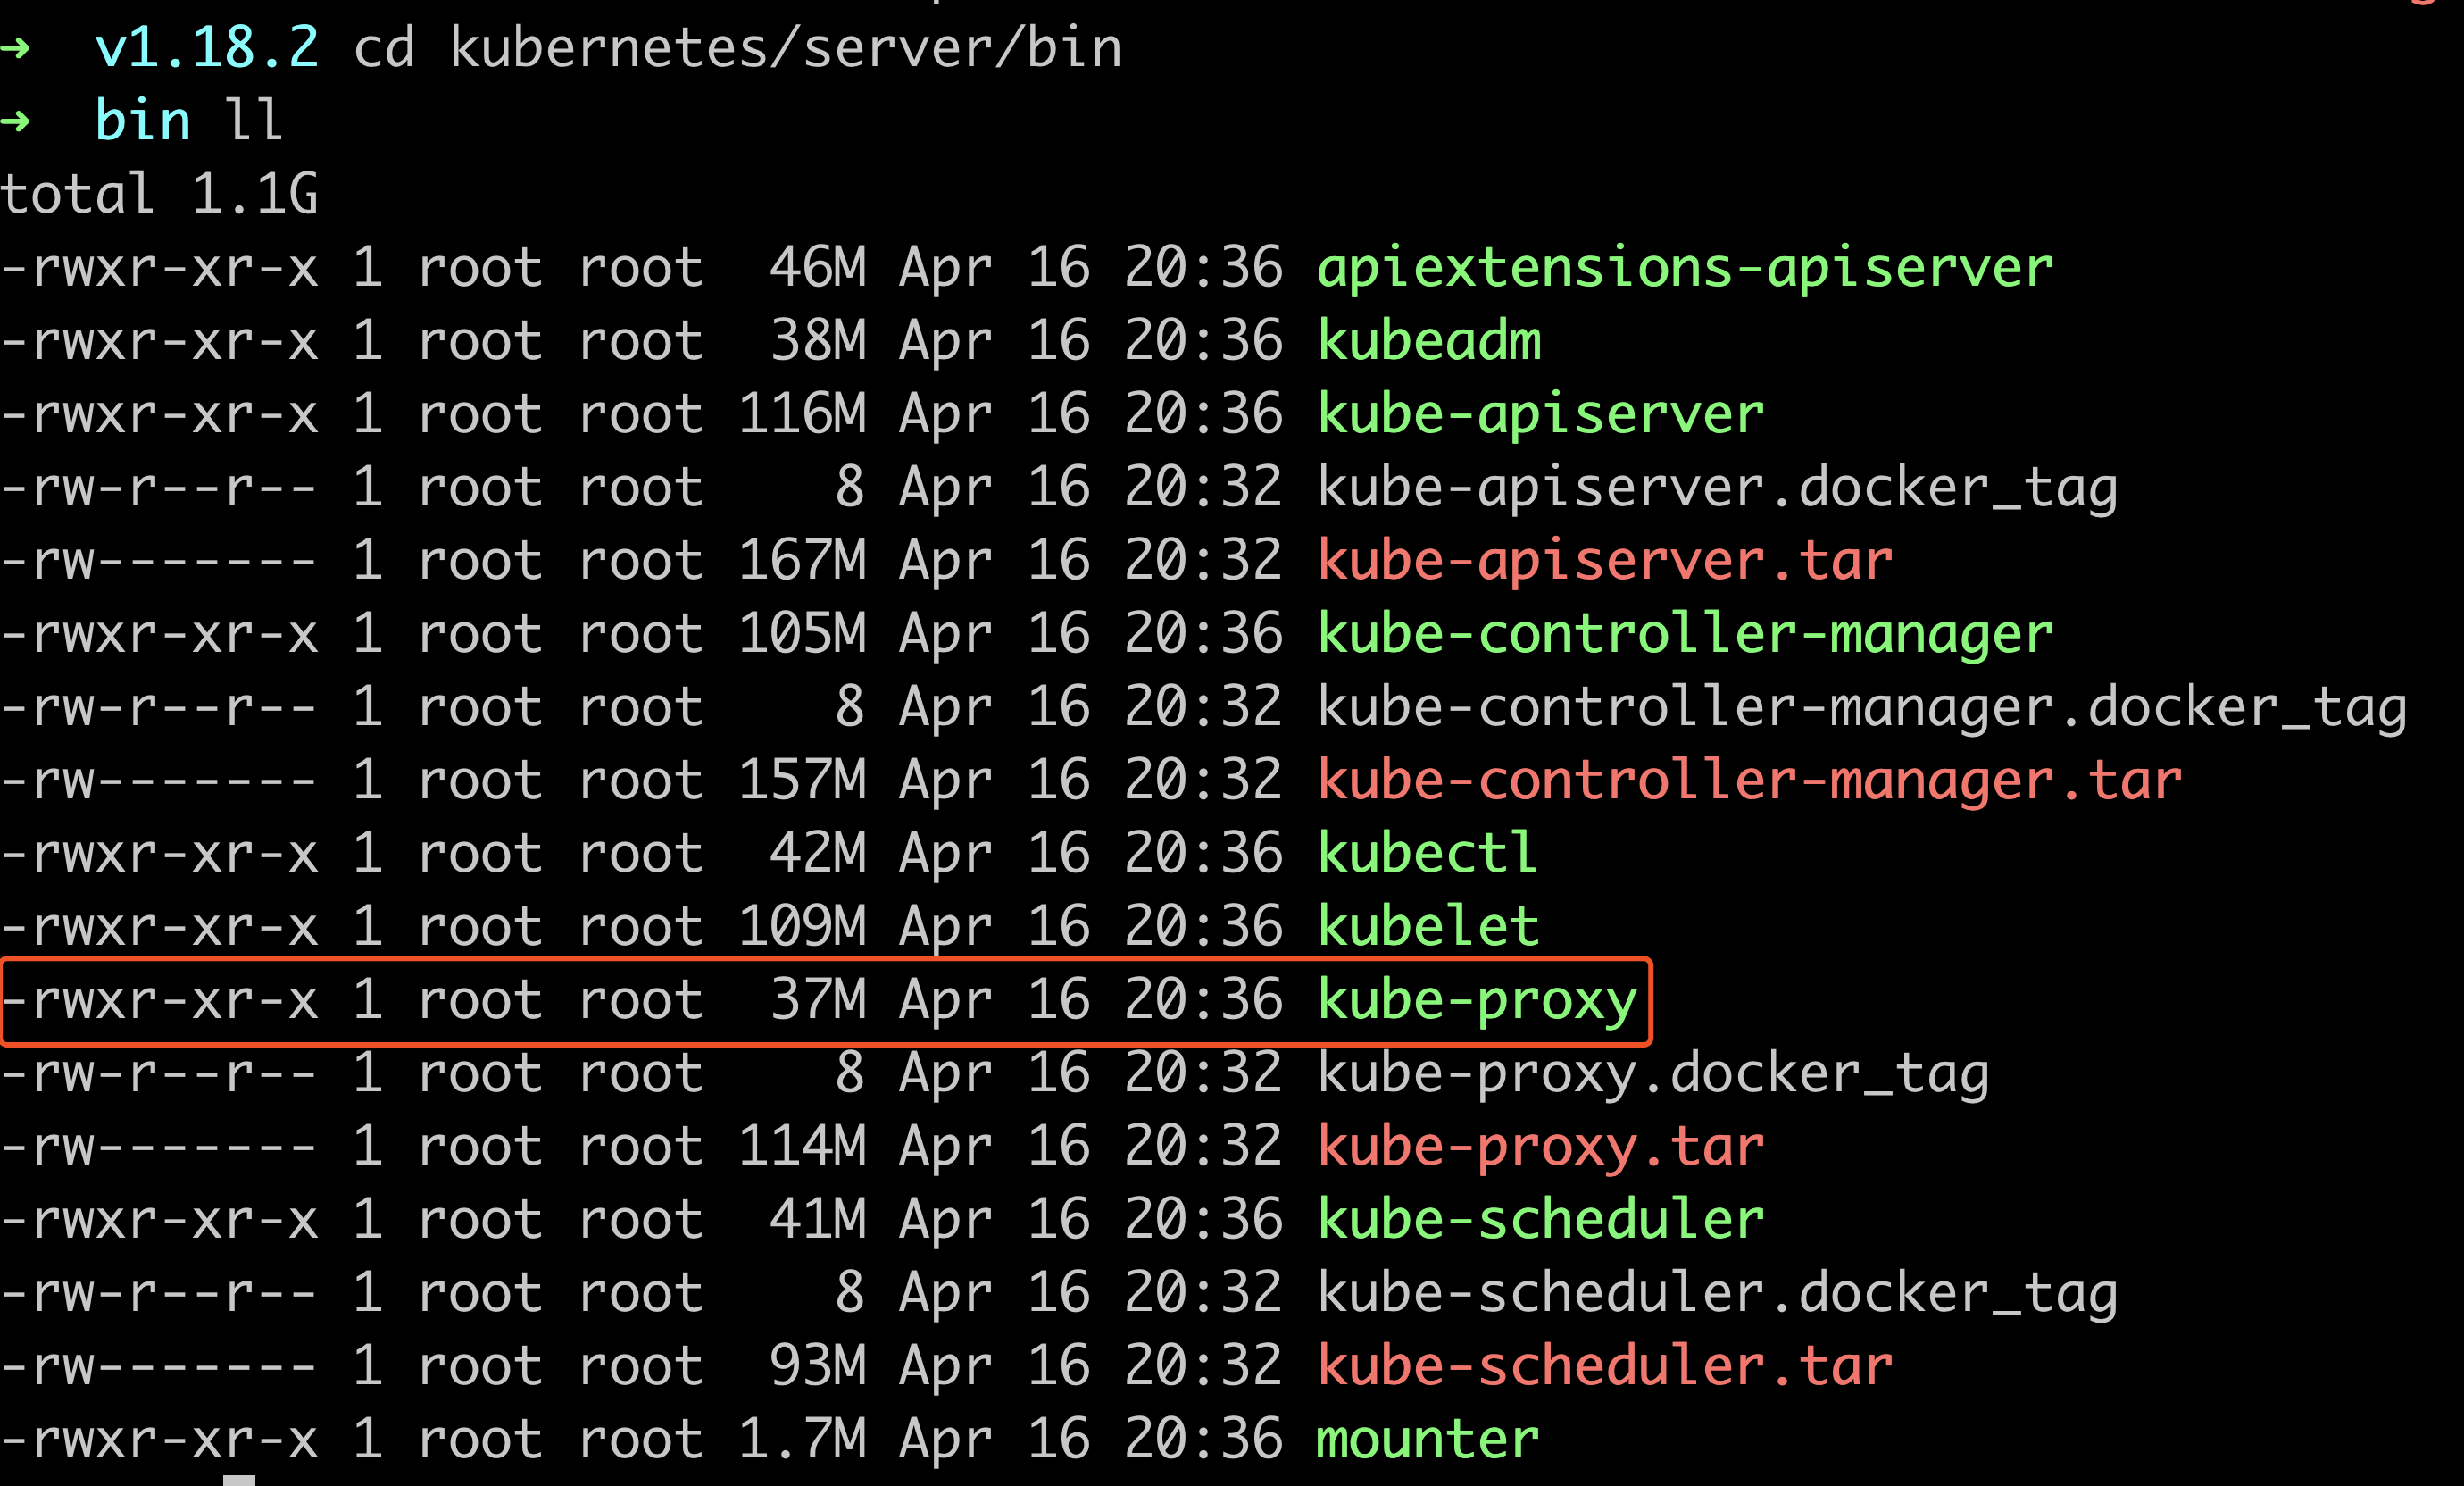 ➜  v1.18.2 cd kubernetes/server/bin
➜  bin ll
total 1.1G
-rwxr-xr-x 1 root root  46M Apr 16 20:36 apiextensions-apiserver
-rwxr-xr-x 1 root root  38M Apr 16 20:36 kubeadm
-rwxr-xr-x 1 root root 116M Apr 16 20:36 kube-apiserver
-rw-r--r-- 1 root root    8 Apr 16 20:32 kube-apiserver.docker_tag
-rw------- 1 root root 167M Apr 16 20:32 kube-apiserver.tar
-rwxr-xr-x 1 root root 105M Apr 16 20:36 kube-controller-manager
-rw-r--r-- 1 root root    8 Apr 16 20:32 kube-controller-manager.docker_tag
-rw------- 1 root root 157M Apr 16 20:32 kube-controller-manager.tar
-rwxr-xr-x 1 root root  42M Apr 16 20:36 kubectl
-rwxr-xr-x 1 root root 109M Apr 16 20:36 kubelet
-rwxr-xr-x 1 root root  37M Apr 16 20:36 kube-proxy
-rw-r--r-- 1 root root    8 Apr 16 20:32 kube-proxy.docker_tag
-rw------- 1 root root 114M Apr 16 20:32 kube-proxy.tar
-rwxr-xr-x 1 root root  41M Apr 16 20:36 kube-scheduler
-rw-r--r-- 1 root root    8 Apr 16 20:32 kube-scheduler.docker_tag
-rw------- 1 root root  93M Apr 16 20:32 kube-scheduler.tar
-rwxr-xr-x 1 root root 1.7M Apr 16 20:36 mounter